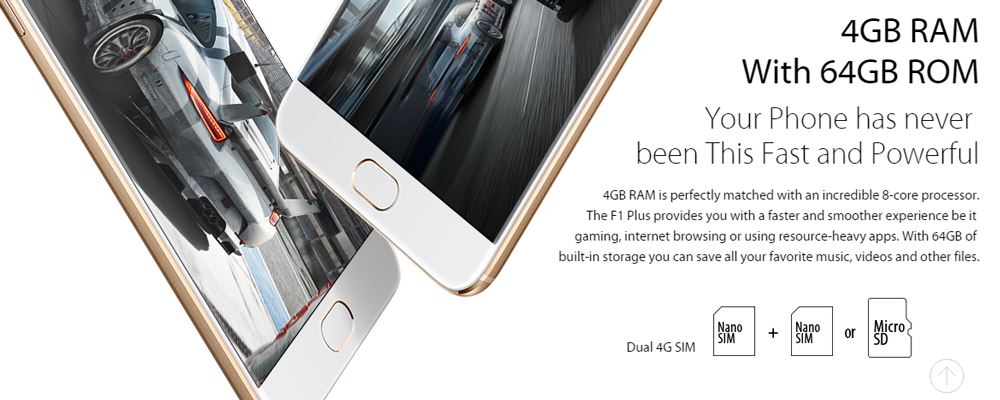 4GB RAM
With 64GB ROM
Your Phone has never
been This Fast and Powerful
4GB RAM is perfectly matched with an incredible 8-core processor.
The F1 Plus provides you with a faster and smoother experience be it
gaming, internet browsing or using resource-heavy apps. With 64GB of
built-in storage you can save all your favorite music, videos and other files.
Dual 4G SIM
Nano
SIM
+
Nano
SIM
or
Micro
SD